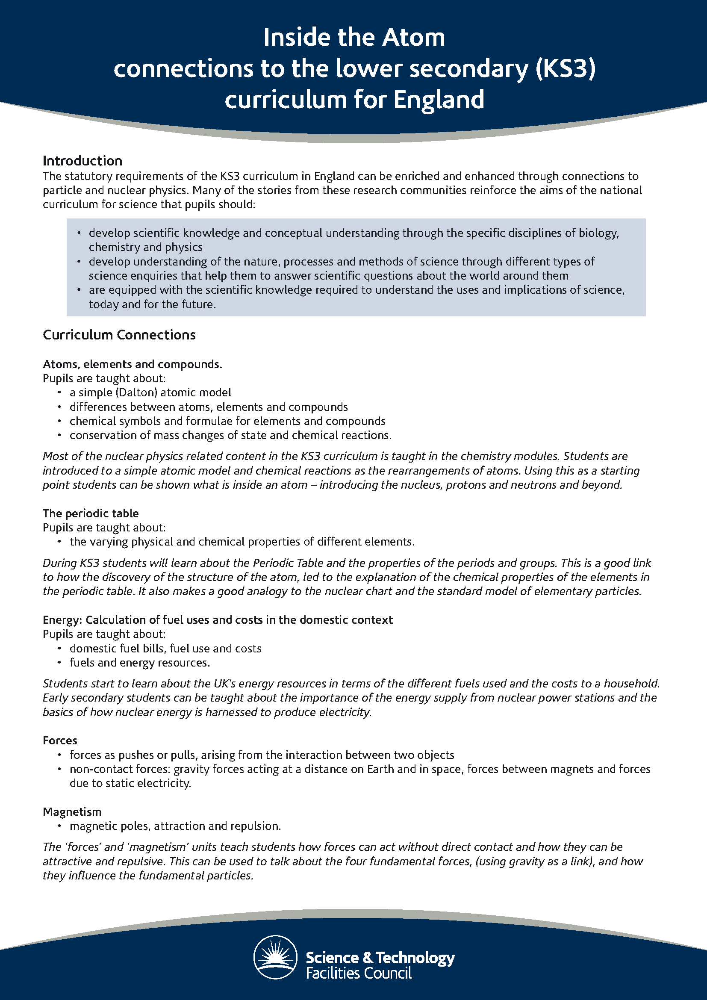 Inside the Atom
connections to the lower secondary (KS3)
curriculum for England
Introduction
The statutory requirements of the KS3 curriculum in England can be enriched and enhanced through connections to
particle and nuclear physics. Many of the stories from these research communities reinforce the aims of the national
curriculum for science that pupils should:
• develop scientific knowledge and conceptual understanding through the specific disciplines of biology,
chemistry and physics
• develop understanding of the nature, processes and methods of science through different types of
science enquiries that help them to answer scientific questions about the world around them
• are equipped with the scientific knowledge required to understand the uses and implications of science,
today and for the future.
Curriculum Connections
Atoms, elements and compounds.
Pupils are taught about:
• a simple (Dalton) atomic model
• differences between atoms, elements and compounds
• chemical symbols and formulae for elements and compounds
• conservation of mass changes of state and chemical reactions.
Most of the nuclear physics related content in the KS3 curriculum is taught in the chemistry modules. Students are
introduced to a simple atomic model and chemical reactions as the rearrangements of atoms. Using this as a starting
point students can be shown what is inside an atom – introducing the nucleus, protons and neutrons and beyond.
The periodic table
Pupils are taught about:
• the varying physical and chemical properties of different elements.
During KS3 students will learn about the Periodic Table and the properties of the periods and groups. This is a good link
to how the discovery of the structure of the atom, led to the explanation of the chemical properties of the elements in
the periodic table. It also makes a good analogy to the nuclear chart and the standard model of elementary particles.
Energy: Calculation of fuel uses and costs in the domestic context
Pupils are taught about:
• domestic fuel bills, fuel use and costs
• fuels and energy resources.
Students start to learn about the UK's energy resources in terms of the different fuels used and the costs to a household.
Early secondary students can be taught about the importance of the energy supply from nuclear power stations and the
basics of how nuclear energy is harnessed to produce electricity.
Forces
• forces as pushes or pulls, arising from the interaction between two objects
• non-contact forces: gravity forces acting at a distance on Earth and in space, forces between magnets and forces
due to static electricity.
Magnetism
• magnetic poles, attraction and repulsion.
The 'forces' and 'magnetism' units teach students how forces can act without direct contact and how they can be
attractive and repulsive. This can be used to talk about the four fundamental forces, (using gravity as a link), and how
they influence the fundamental particles.
Science & Technology
Facilities Council